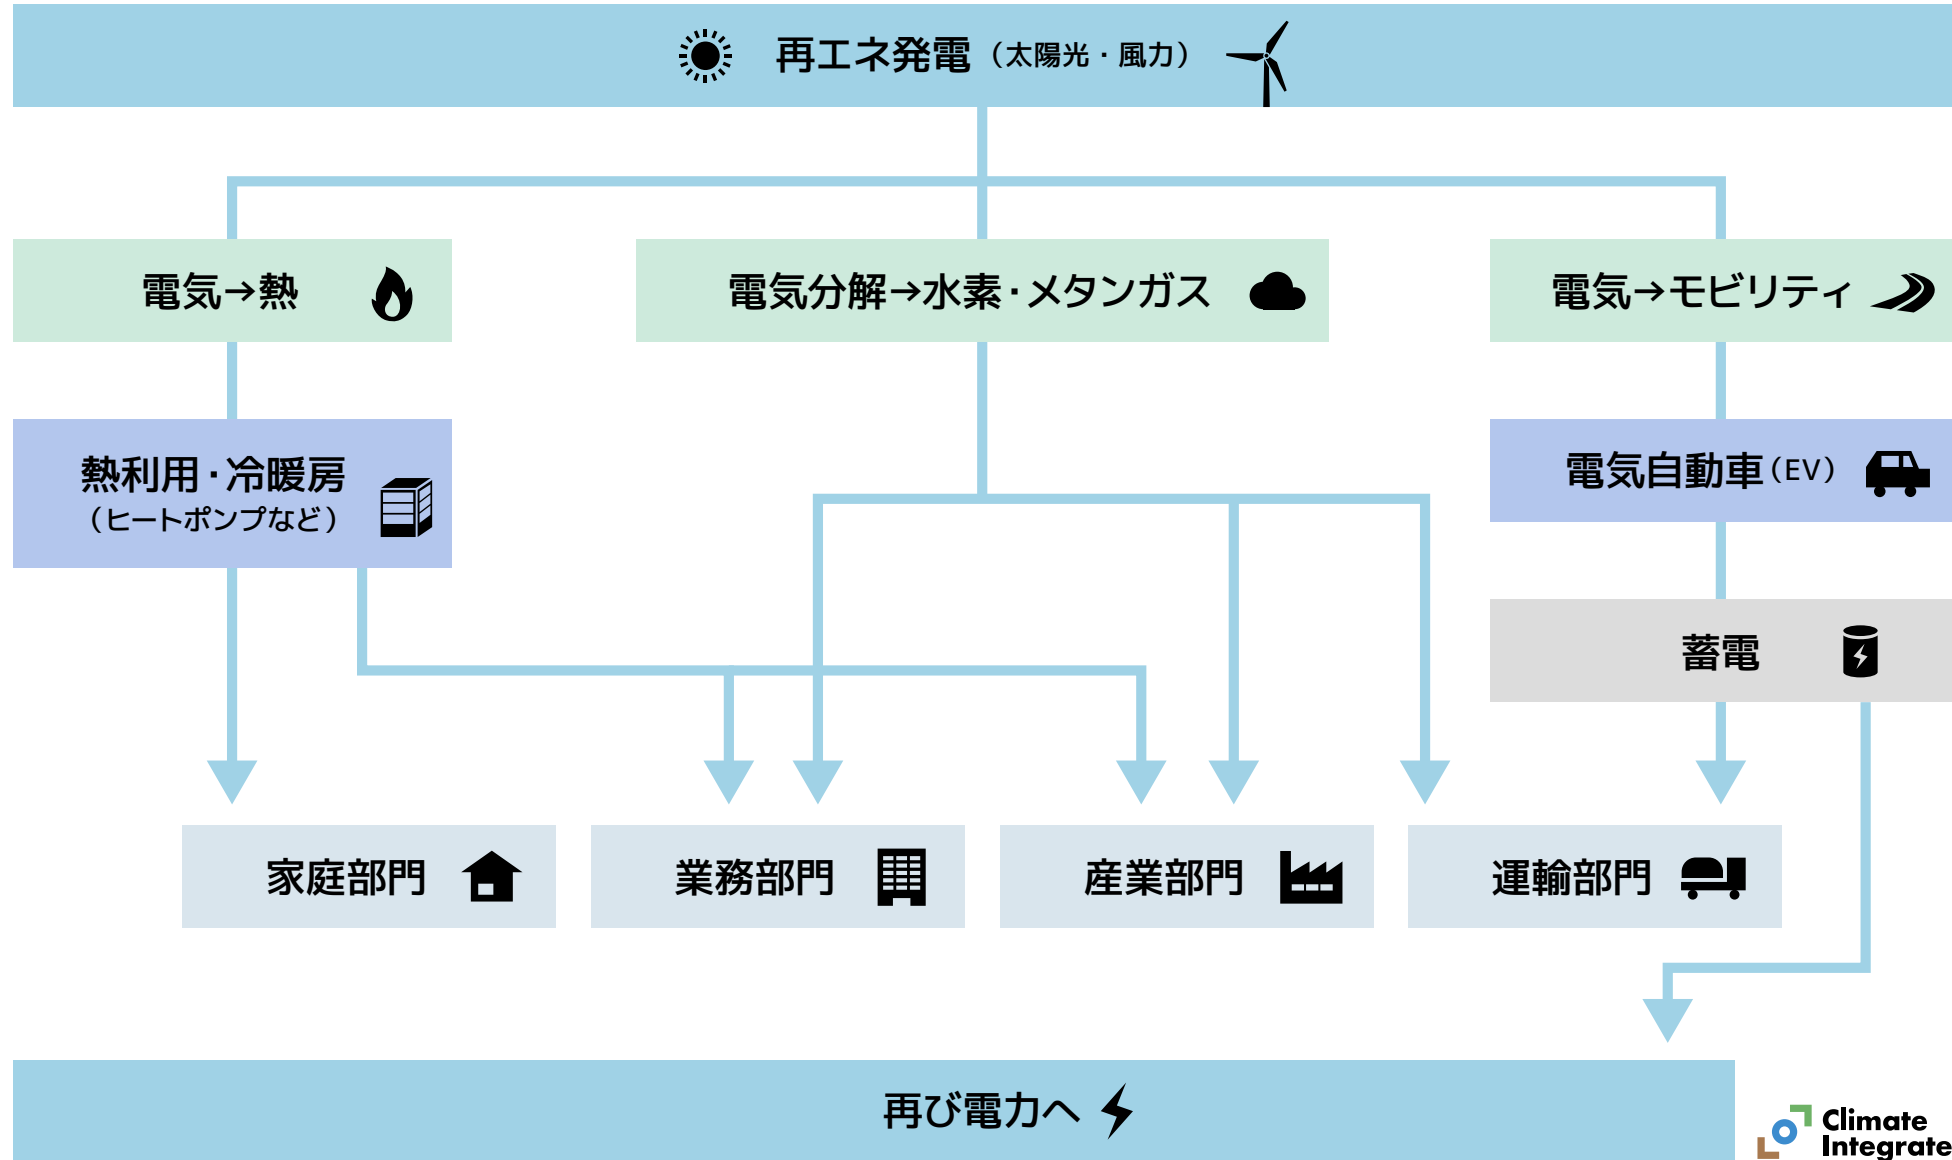 再エネ発電（太陽光・風力）
電気→熱
電気分解→水素・メタンガス
電気→モビリティ
熱利用・冷暖房
（ヒートポンプなど）
電気自動車（EV）
蓄電
家庭部門
業務部門
産業部門
運輸部門
再び電力へ
Climate
Integrate